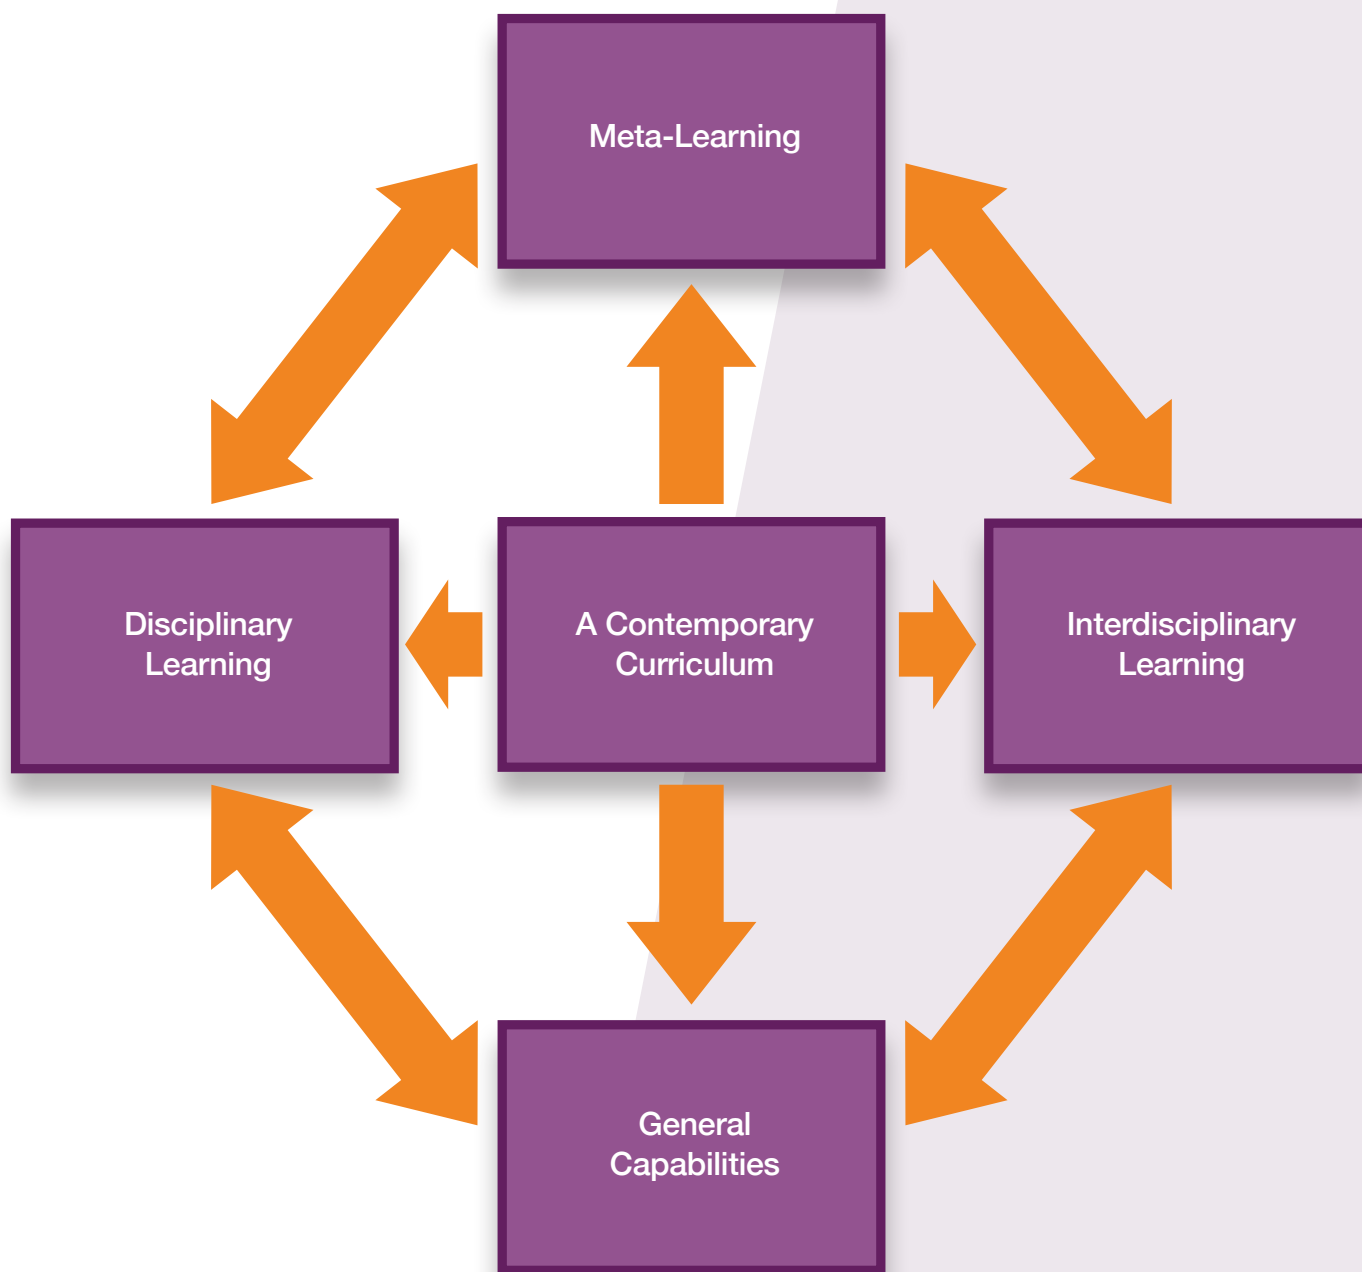 Meta-Learning
Disciplinary
Learning
A Contemporary
Curriculum
Interdisciplinary
Learning
General
Capabilities